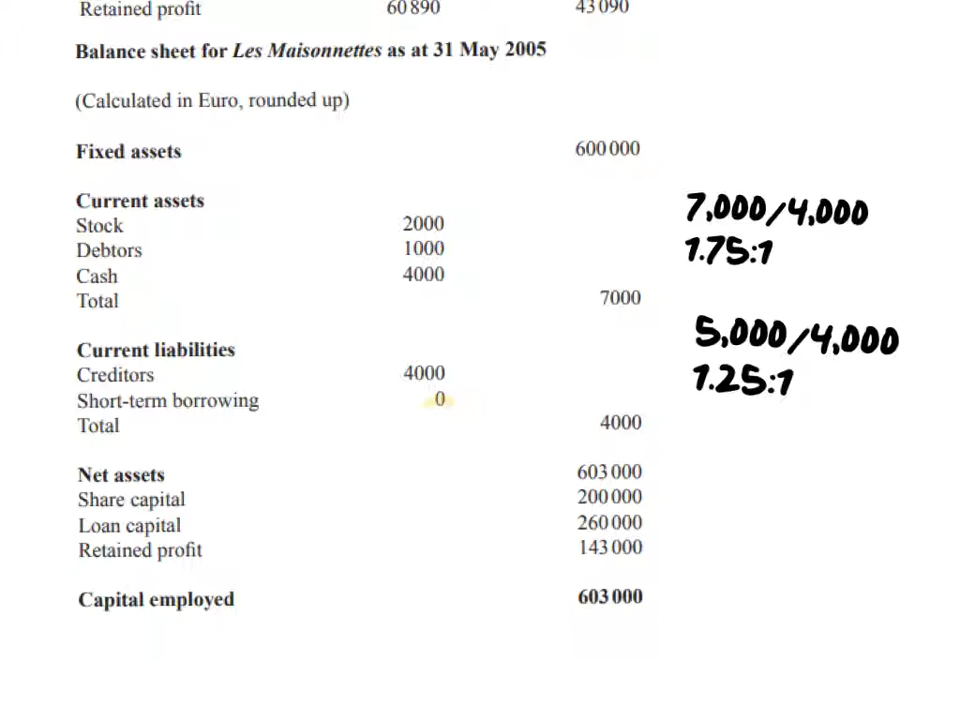 Retained profit 60 890 43 090
Balance sheet for Les Maisonnettes as at 31 May 2005
(Calculated in Euro, rounded up)
Fixed assets 600 000
Current assets
Stock 2000
Debtors 1000
Cash 4000
Total 7000
7,000/4,000
1.75:1
Current liabilities
Creditors 4000
Short-term borrowing 0
Total 4000
5,000/4,000
1.25:1
Net assets 603 000
Share capital 200 000
Loan capital 260 000
Retained profit 143 000
Capital employed 603 000